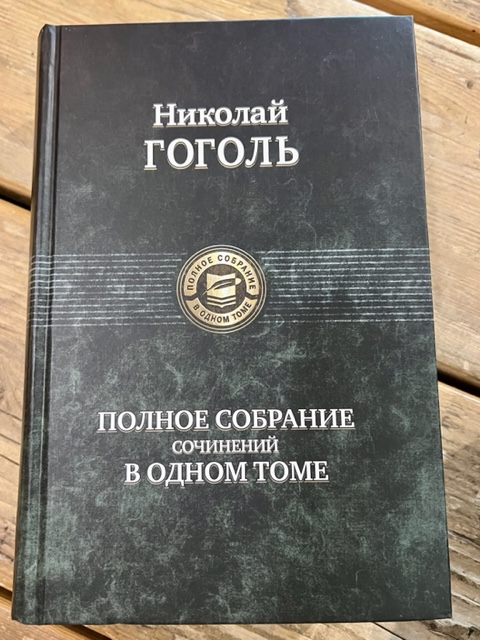 Николай
ГОГОЛЬ
ПОЛНОЕ СОБРАНИЕ
В ОДНОМ ТОМЕ
ПОЛНОЕ СОБРАНИЕ
СОЧИНЕНИЙ
В ОДНОМ ТОМЕ